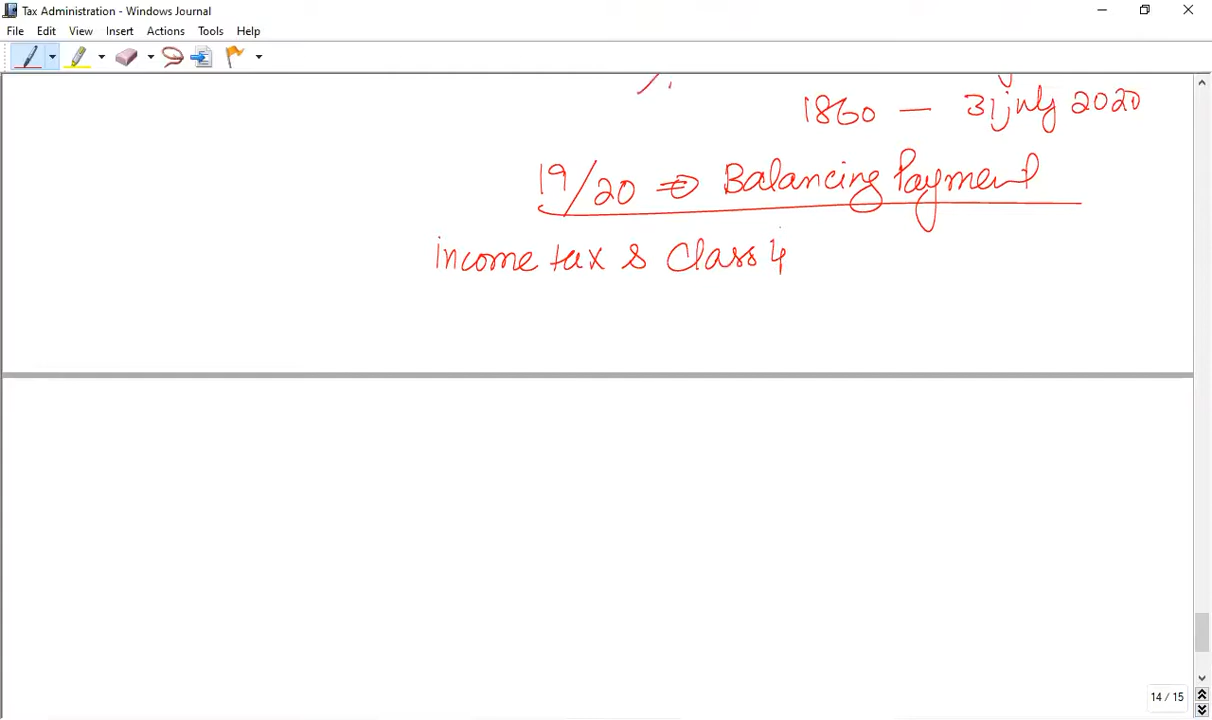 Tax Administration - Windows Journal
File Edit View Insert Actions Tools Help
1860 — 31 july 2020
19/20 ⇒ Balancing Payment
income tax & Class 4
14 / 15